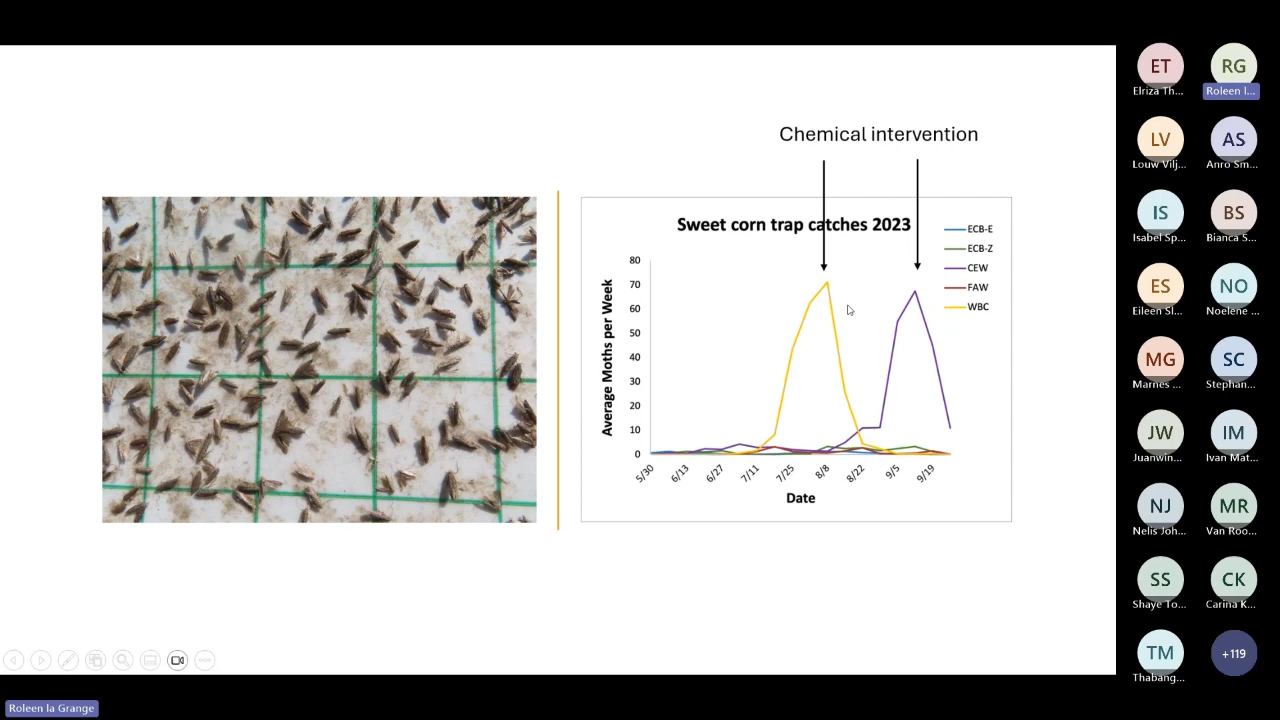 Chemical intervention
Sweet corn trap catches 2023
ECB-E
ECB-Z
CEW
FAW
WBC
Average Moths per Week
80
70
60
50
40
30
20
10
0
5/30
6/13
6/27
7/11
7/25
8/8
8/22
9/5
9/19
Date
ET
Elriza Th...
RG
Roleen l...
LV
Louw Vilj...
AS
Anro Sm...
IS
Isabel Sp...
BS
Bianca S...
ES
Eileen Sl...
NO
Noelene ...
MG
Marnes ...
SC
Stephan...
JW
Juanwin...
IM
Ivan Mat...
NJ
Nelis Joh...
MR
Van Roo...
SS
Shaye To...
CK
Carina K...
TM
Thabang...
+119
Roleen la Grange